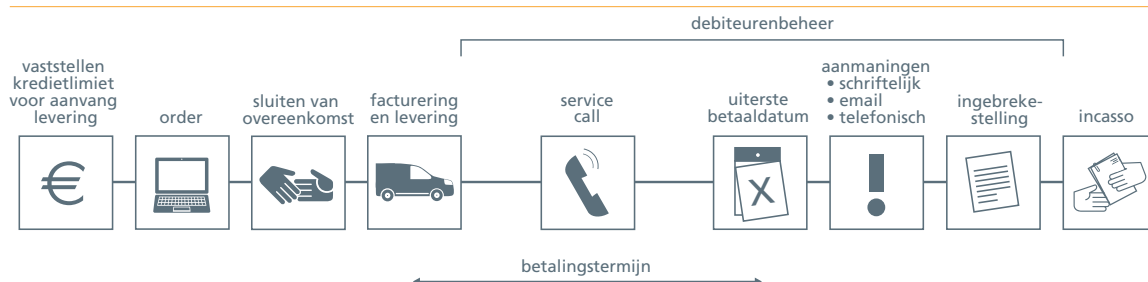 debiteurenbeheer
vaststellen
kredietlimiet
voor aanvang
levering
order
sluiten van
overeenkomst
facturering
en levering
service
call
uiterste
betaaldatum
X
aanmaningen
• schriftelijk
• email
• telefonisch
ingebreke-
stelling
incasso
€
betalingstermijn